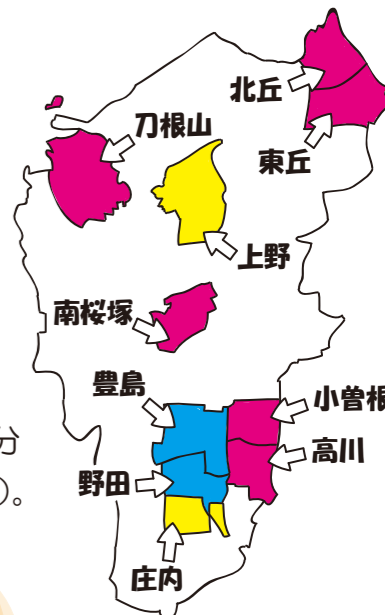 北丘
刀根山
東丘
上野
南桜塚
豊島
小曽根
分
高川
野田
)。
庄内